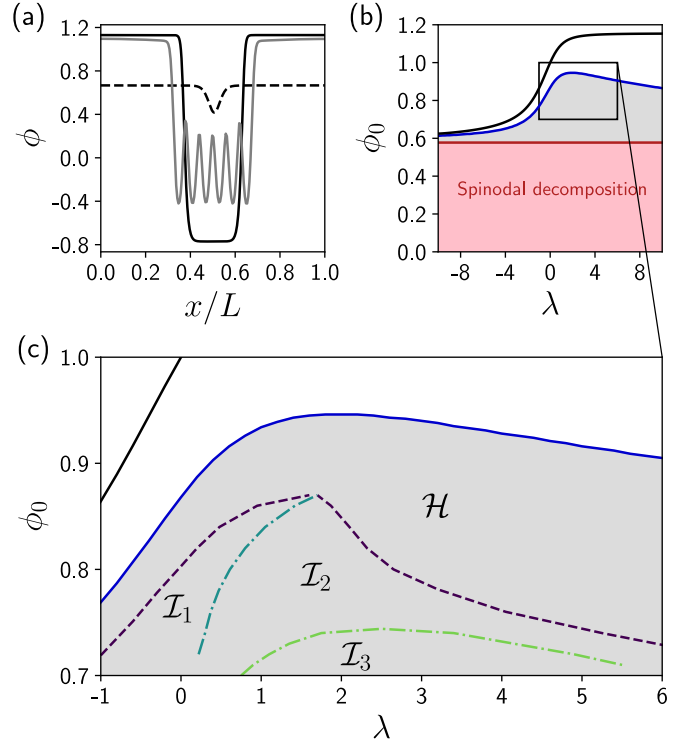 (a)
1.2
0.8
0.4
0.0
-0.4
-0.8
ϕ
0.0 0.2 0.4 0.6 0.8 1.0
x/L
(b)
1.2
1.0
0.8
0.6
0.4
0.2
0.0
ϕ₀
Spinodal decomposition
-8 -4 0 4 8
λ
(c)
1.0
0.9
0.8
0.7
ϕ₀
ℋ
ℐ₁
ℐ₂
ℐ₃
-1 0 1 2 3 4 5 6
λ